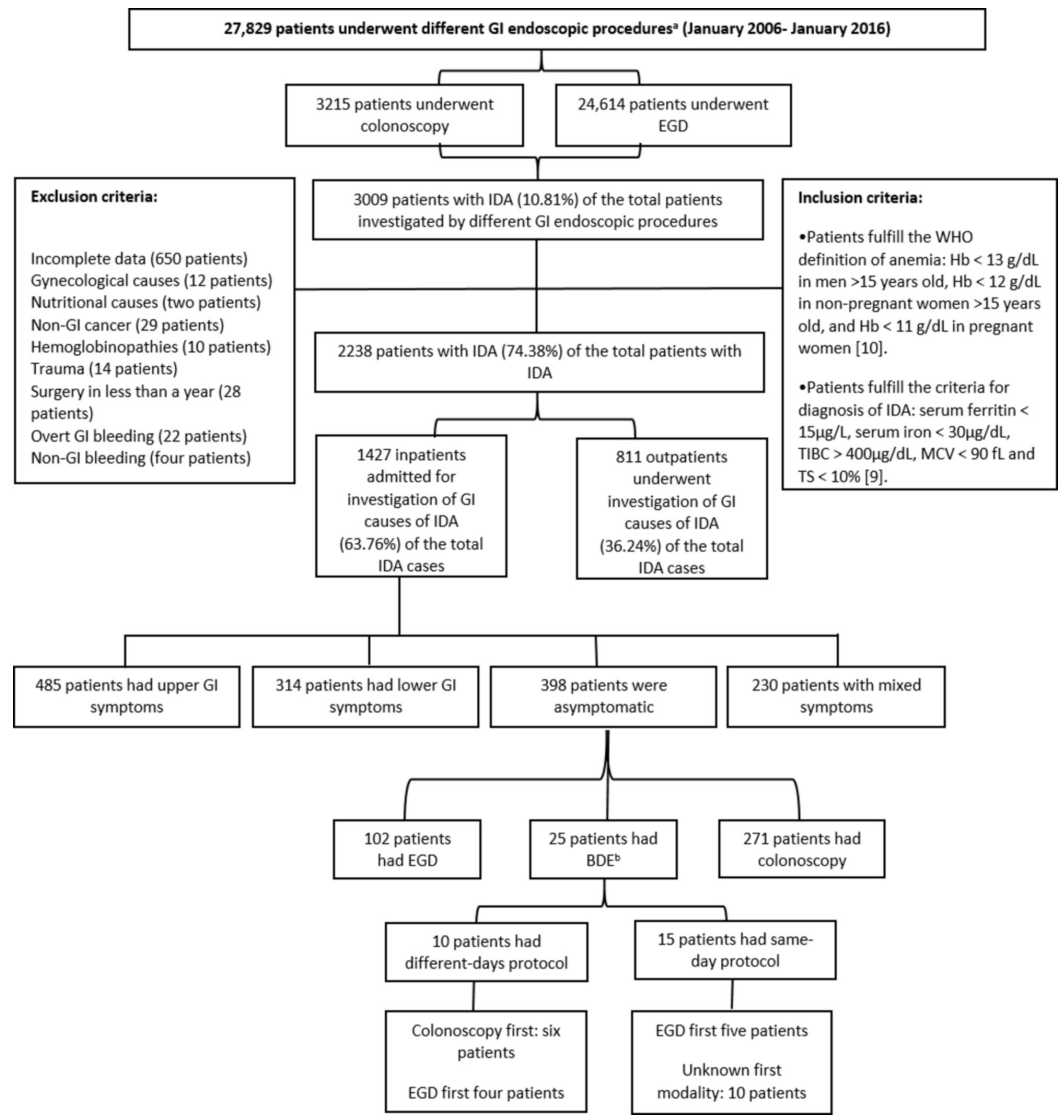 27,829 patients underwent different GI endoscopic proceduresᵃ (January 2006- January 2016)
3215 patients underwent
colonoscopy
24,614 patients underwent
EGD
3009 patients with IDA (10.81%) of the total patients
investigated by different GI endoscopic procedures
Exclusion criteria:
Incomplete data (650 patients)
Gynecological causes (12 patients)
Nutritional causes (two patients)
Non-GI cancer (29 patients)
Hemoglobinopathies (10 patients)
Trauma (14 patients)
Surgery in less than a year (28
patients)
Overt GI bleeding (22 patients)
Non-GI bleeding (four patients)
Inclusion criteria:
•Patients fulfill the WHO
definition of anemia: Hb < 13 g/dL
in men >15 years old, Hb < 12 g/dL
in non-pregnant women >15 years
old, and Hb < 11 g/dL in pregnant
women [10].
•Patients fulfill the criteria for
diagnosis of IDA: serum ferritin <
15µg/L, serum iron < 30µg/dL,
TIBC > 400µg/dL, MCV < 90 fL and
TS < 10% [9].
2238 patients with IDA (74.38%) of the total patients with
IDA
1427 inpatients
admitted for
investigation of GI
causes of IDA
(63.76%) of the total
IDA cases
811 outpatients
underwent
investigation of GI
causes of IDA
(36.24%) of the total
IDA cases
485 patients had upper GI
symptoms
314 patients had lower GI
symptoms
398 patients were
asymptomatic
230 patients with mixed
symptoms
102 patients
had EGD
25 patients had
BDEᵇ
271 patients had
colonoscopy
10 patients had
different-days protocol
15 patients had same-
day protocol
Colonoscopy first: six
patients
EGD first four patients
EGD first five patients
Unknown first
modality: 10 patients